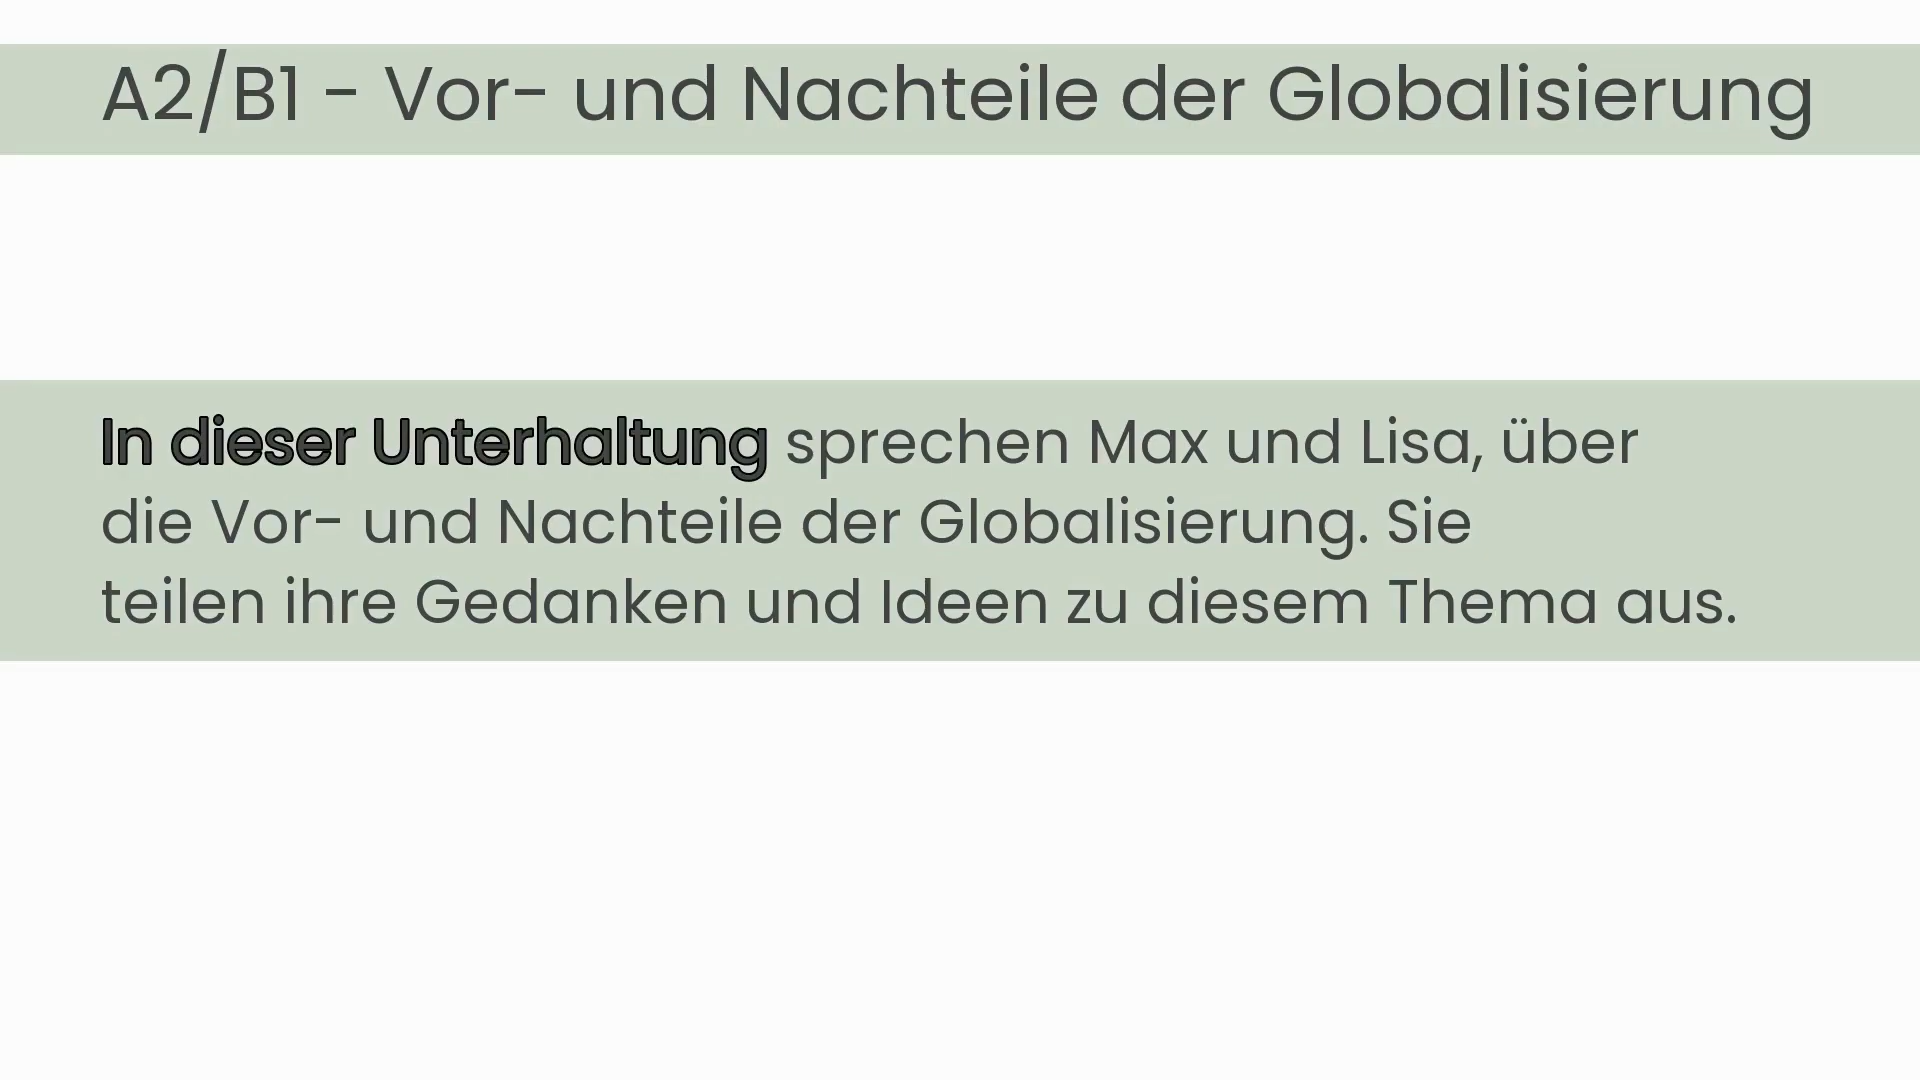 A2/B1 - Vor- und Nachteile der Globalisierung
In dieser Unterhaltung sprechen Max und Lisa, über
die Vor- und Nachteile der Globalisierung. Sie
teilen ihre Gedanken und Ideen zu diesem Thema aus.